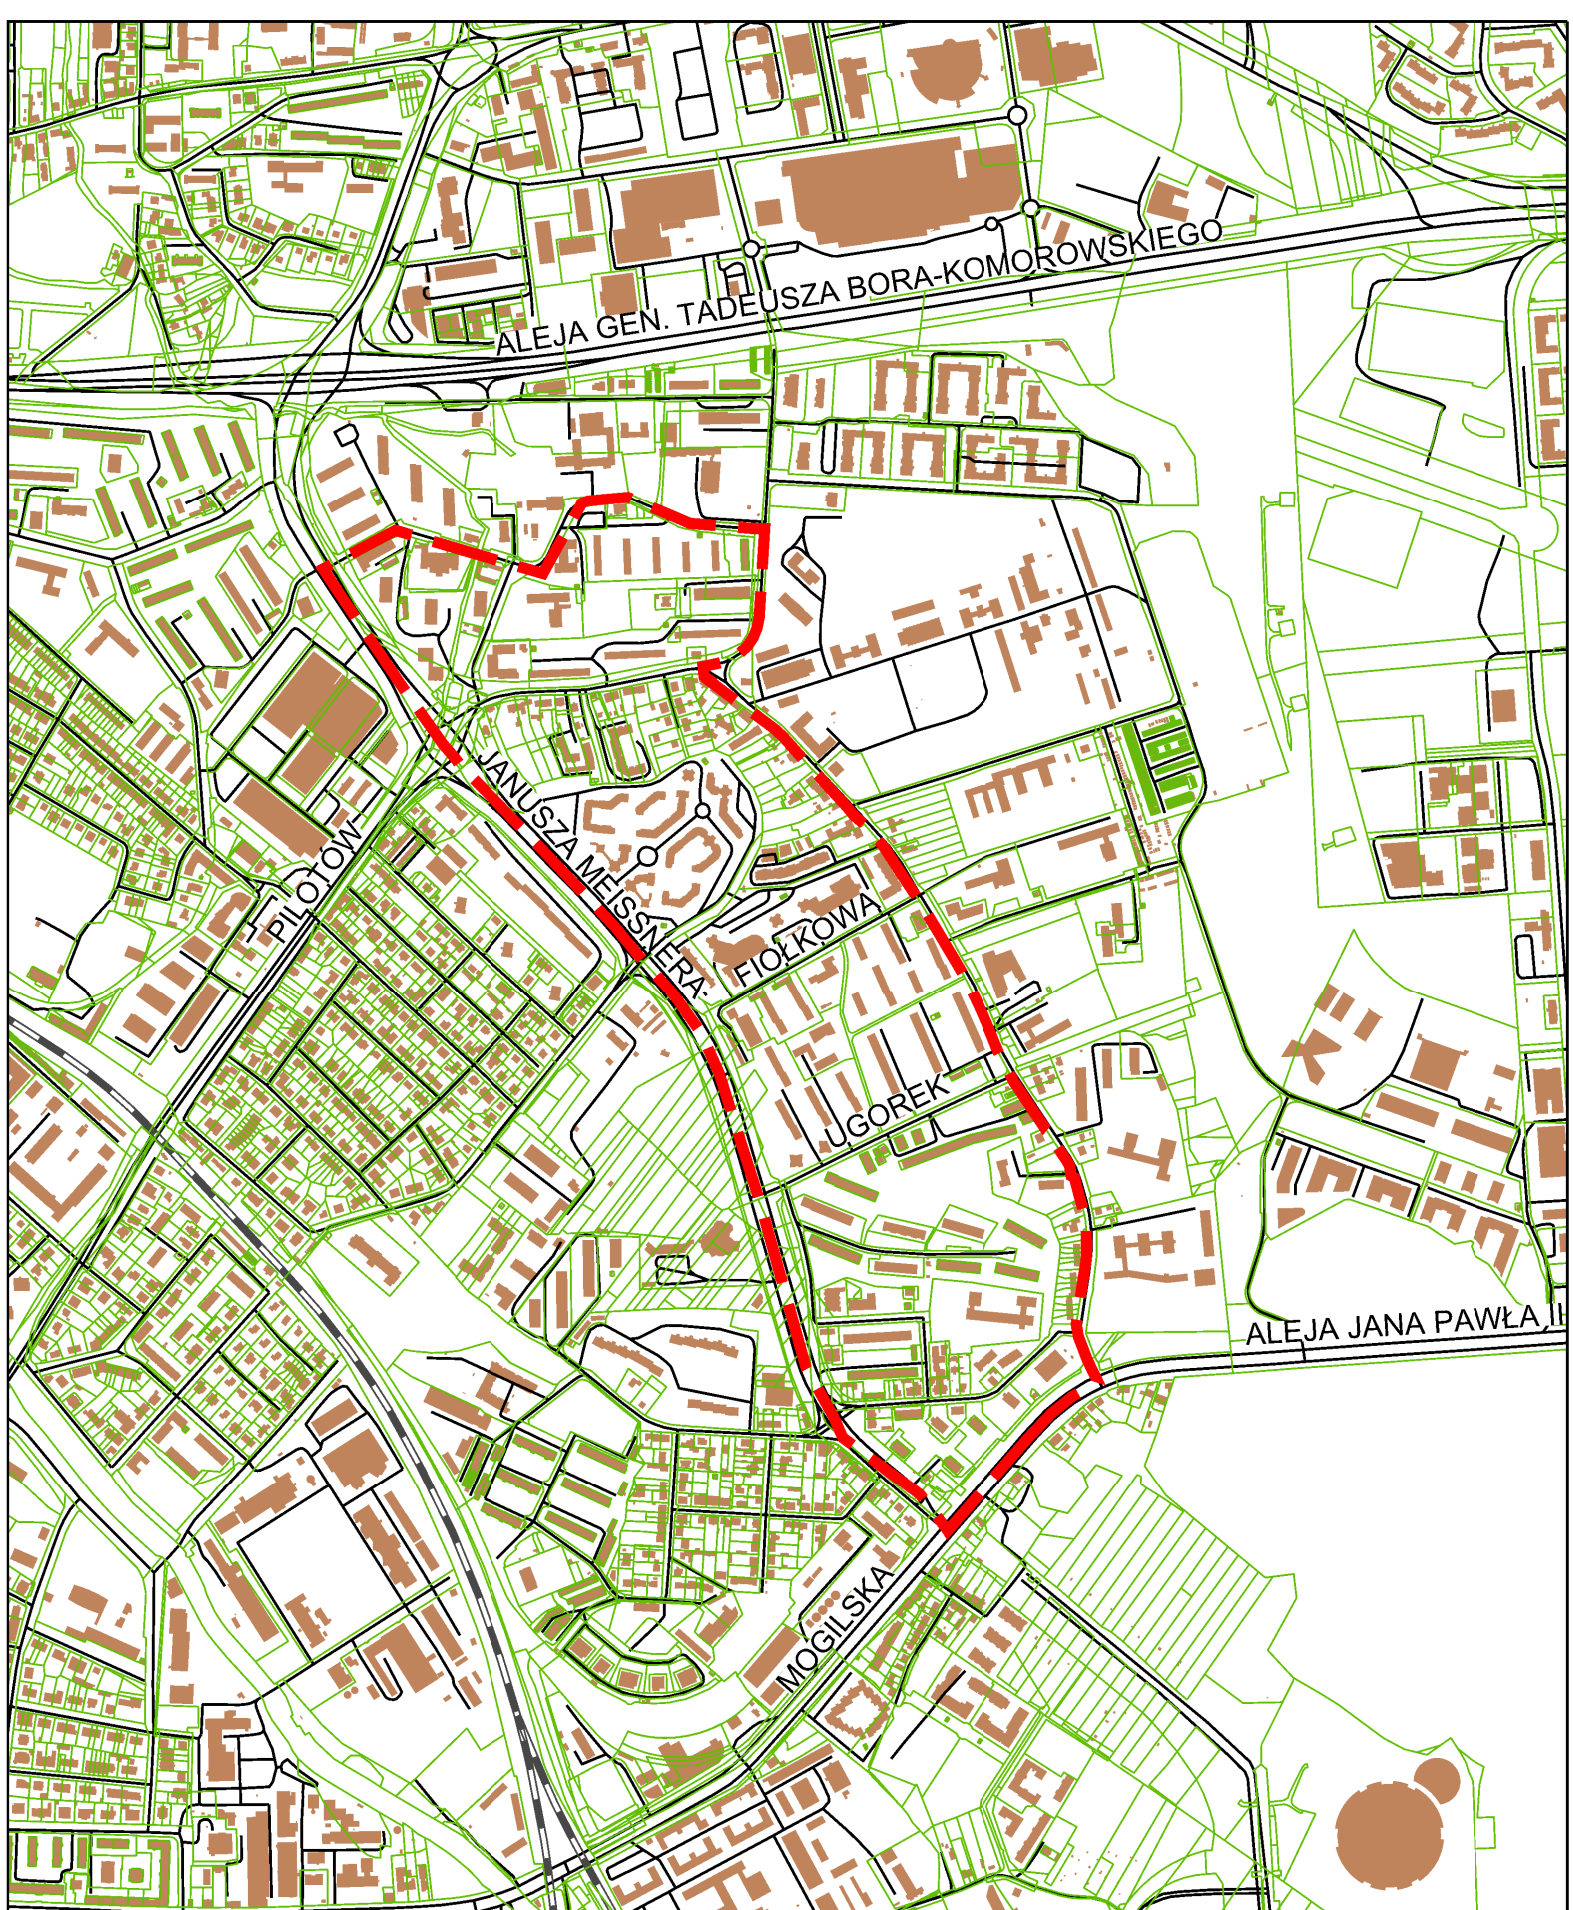 ALEJA GEN. TADEUSZA BORA-KOMOROWSKIEGO
JANUSZA MEISSNERA
PILOTÓW
FIOŁKOWA
UGOREK
ALEJA JANA PAWŁA II
MOGILSKA